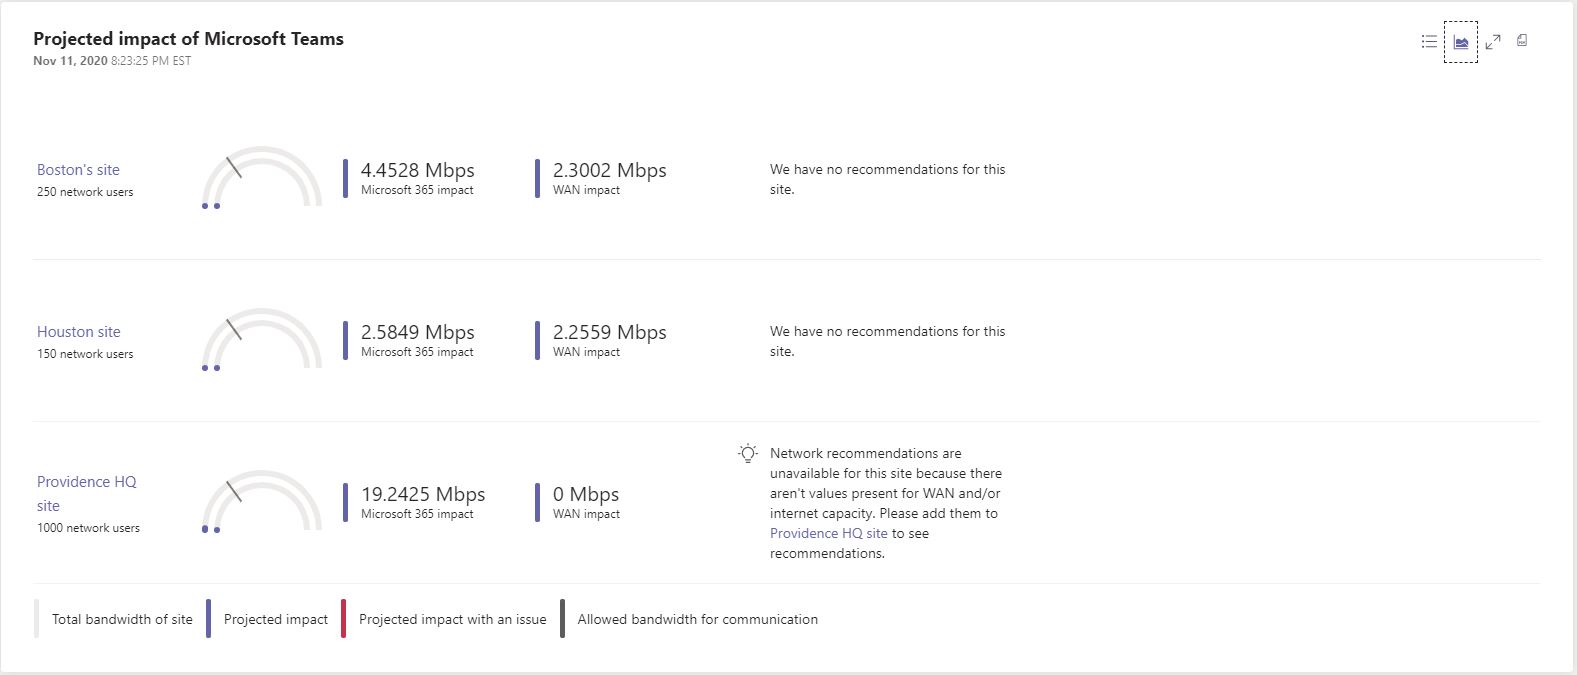 Projected impact of Microsoft Teams
Nov 11, 2020 8:23:25 PM EST
Boston's site
250 network users
4.4528 Mbps
Microsoft 365 impact
2.3002 Mbps
WAN impact
We have no recommendations for this
site.
Houston site
150 network users
2.5849 Mbps
Microsoft 365 impact
2.2559 Mbps
WAN impact
We have no recommendations for this
site.
Providence HQ
site
1000 network users
19.2425 Mbps
Microsoft 365 impact
0 Mbps
WAN impact
Network recommendations are
unavailable for this site because there
aren't values present for WAN and/or
internet capacity. Please add them to
Providence HQ site to see
recommendations.
Total bandwidth of site
Projected impact
Projected impact with an issue
Allowed bandwidth for communication